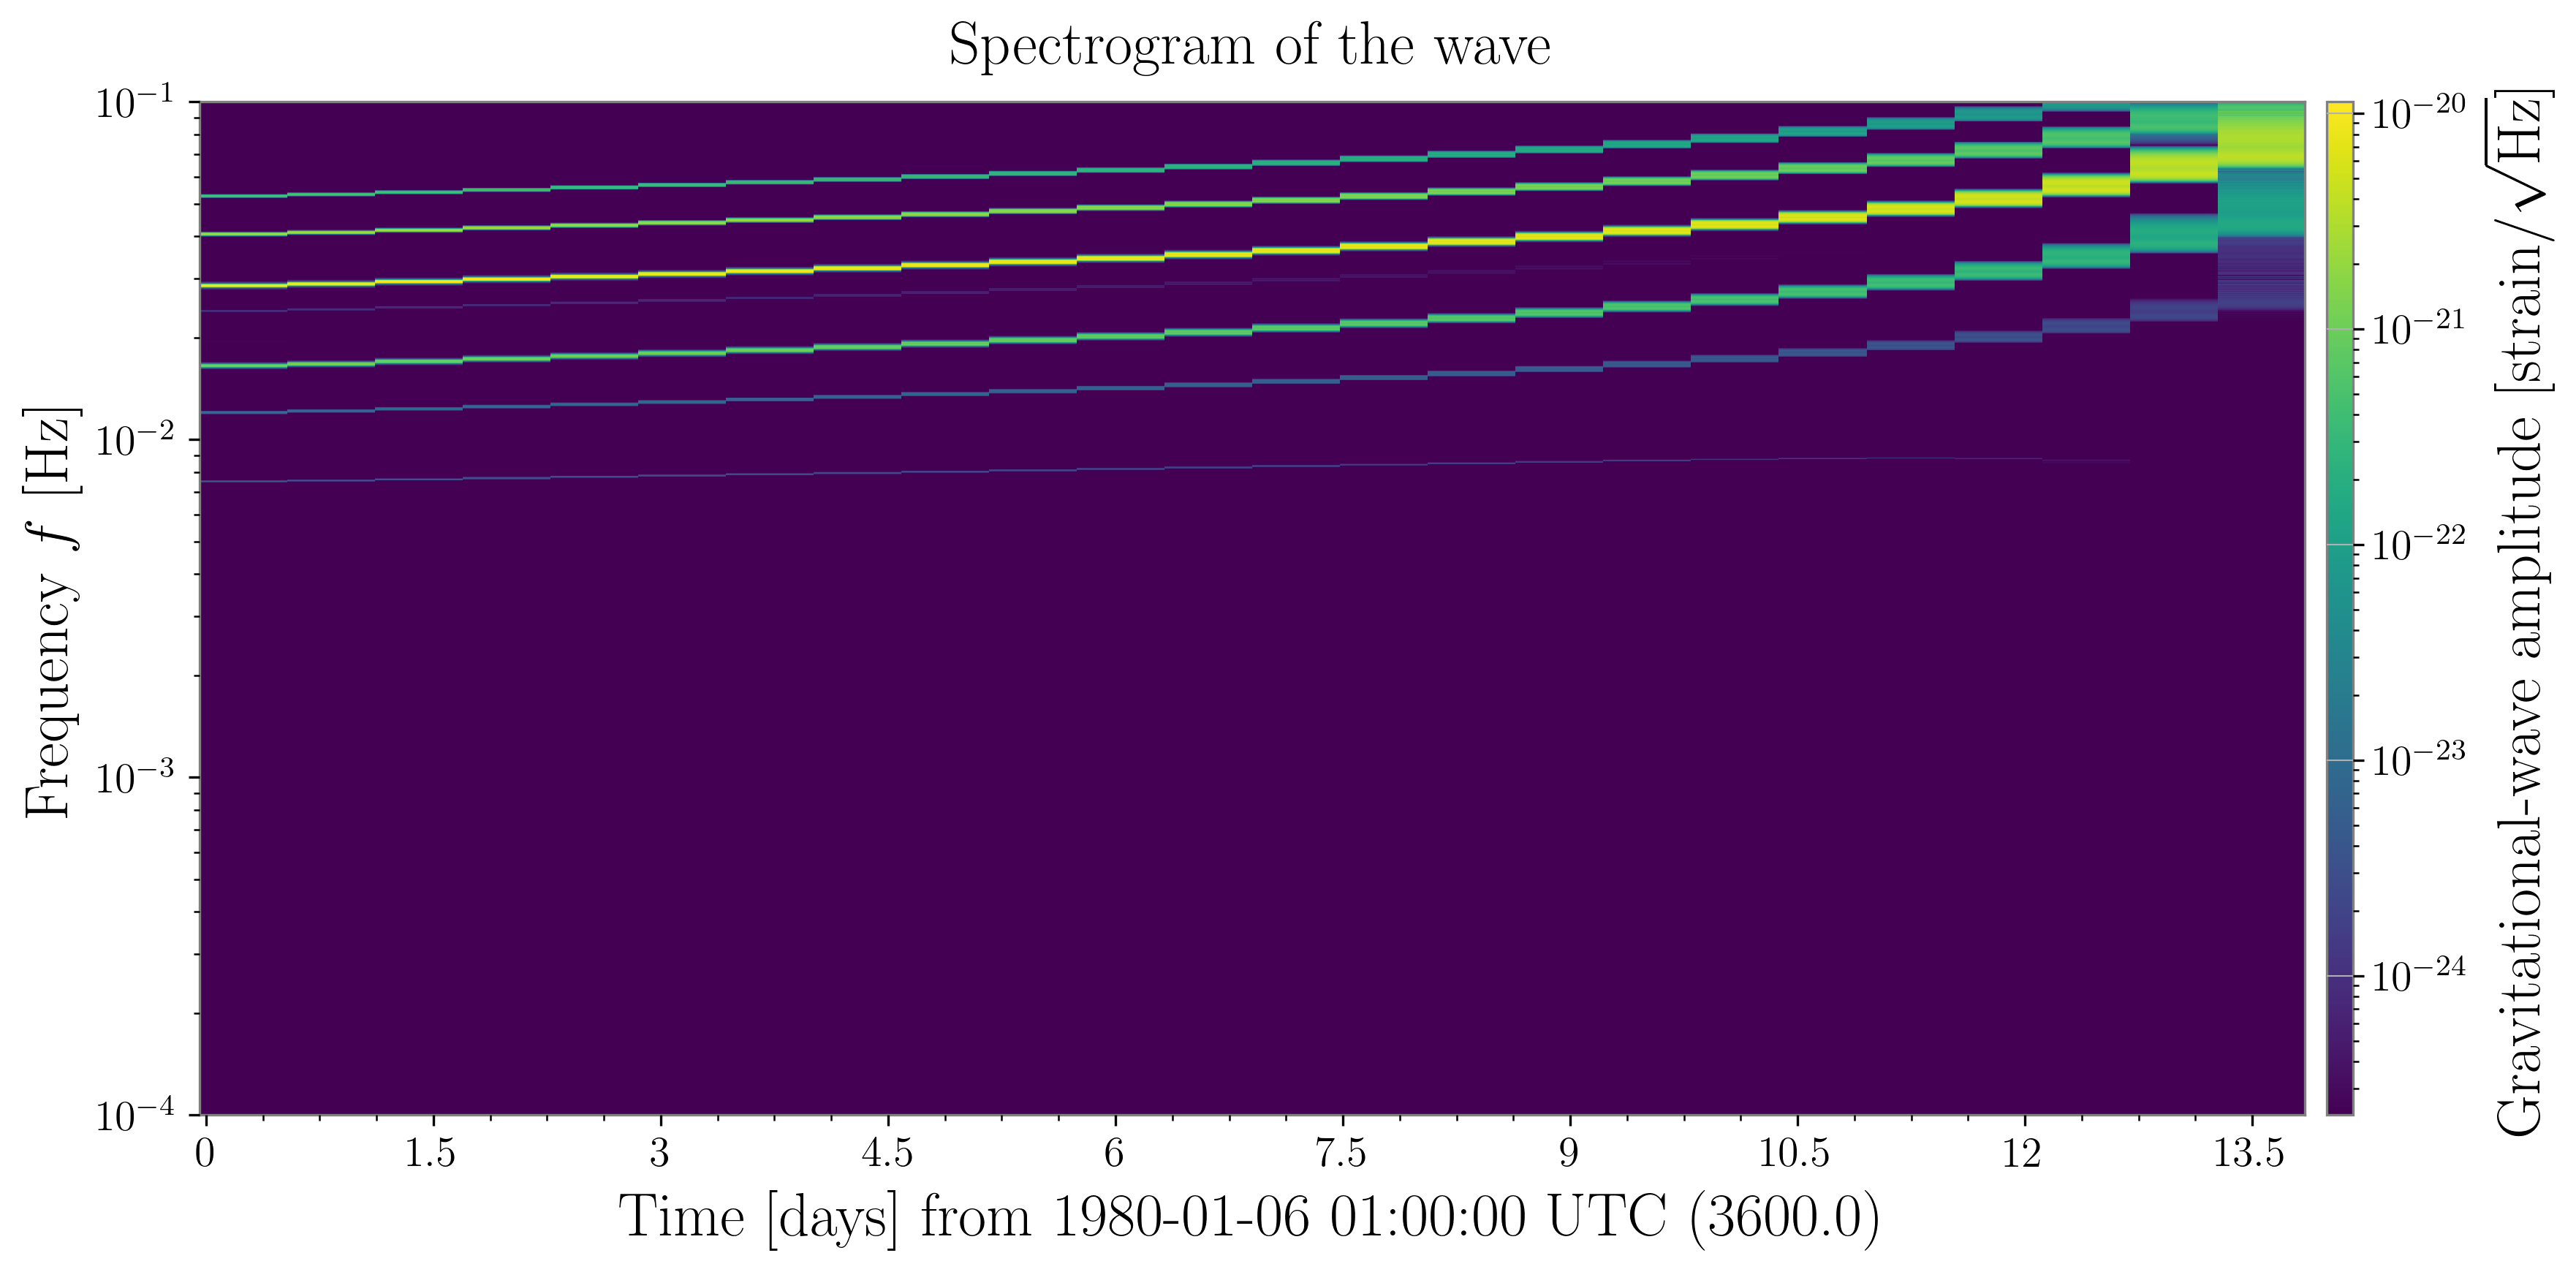 Spectrogram of the wave
Frequency f [Hz]
10⁻¹
10⁻²
10⁻³
10⁻⁴
0 1.5 3 4.5 6 7.5 9 10.5 12 13.5
Time [days] from 1980-01-06 01:00:00 UTC (3600.0)
10⁻²⁰
10⁻²¹
10⁻²²
10⁻²³
10⁻²⁴
Gravitational-wave amplitude [strain/√Hz]